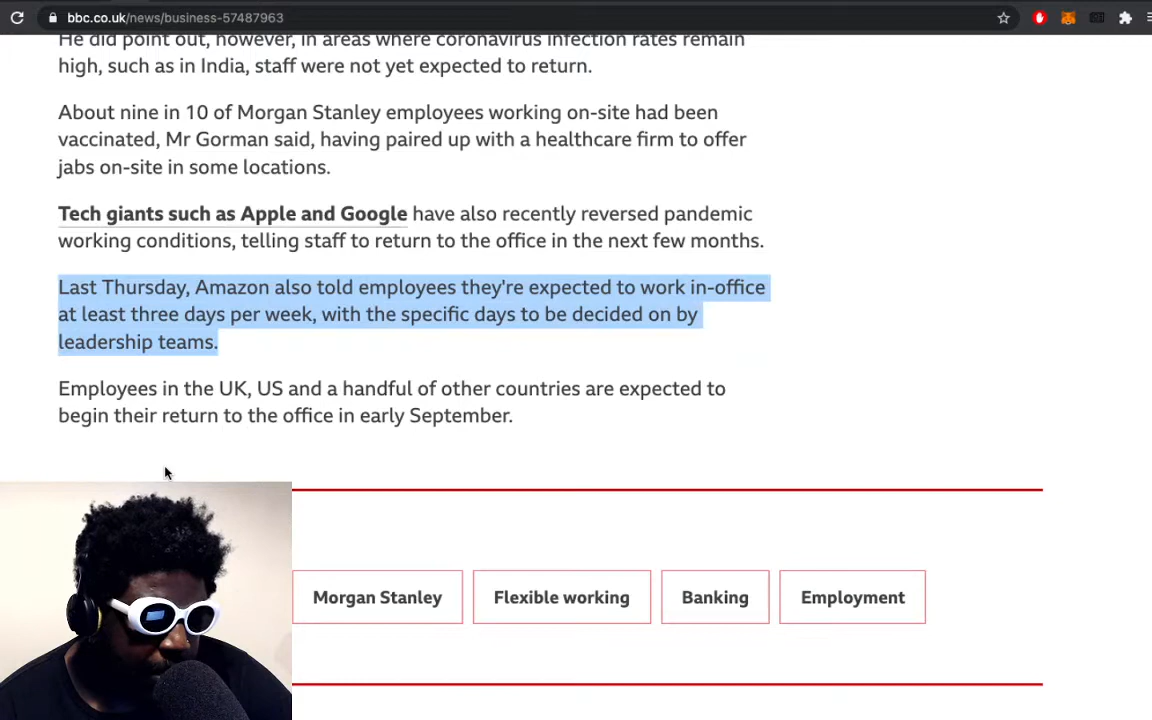 bbc.co.uk/news/business-57487963
He did point out, however, in areas where coronavirus infection rates remain
high, such as in India, staff were not yet expected to return.
About nine in 10 of Morgan Stanley employees working on-site had been
vaccinated, Mr Gorman said, having paired up with a healthcare firm to offer
jabs on-site in some locations.
Tech giants such as Apple and Google have also recently reversed pandemic
working conditions, telling staff to return to the office in the next few months.
Last Thursday, Amazon also told employees they're expected to work in-office
at least three days per week, with the specific days to be decided on by
leadership teams.
Employees in the UK, US and a handful of other countries are expected to
begin their return to the office in early September.
Morgan Stanley
Flexible working
Banking
Employment